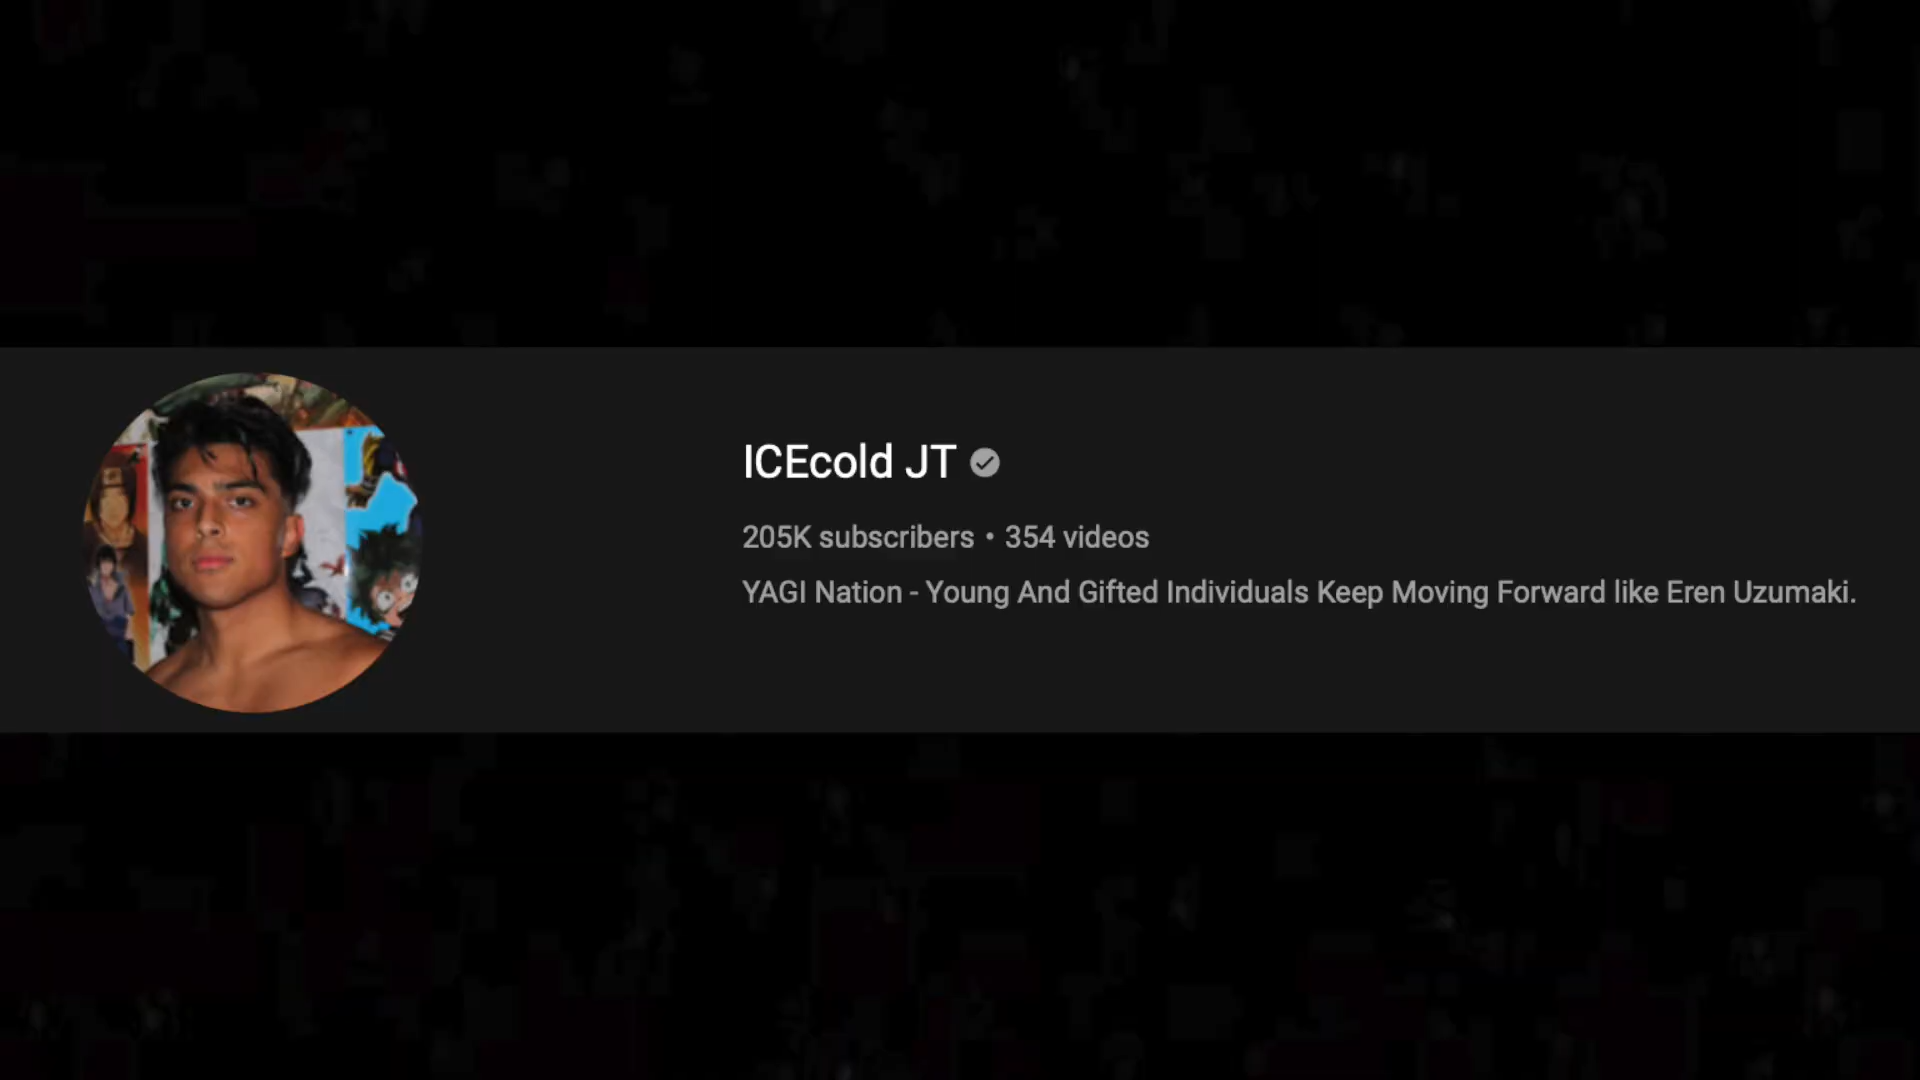 ICEcold JT
205K subscribers • 354 videos
YAGI Nation - Young And Gifted Individuals Keep Moving Forward like Eren Uzumaki.